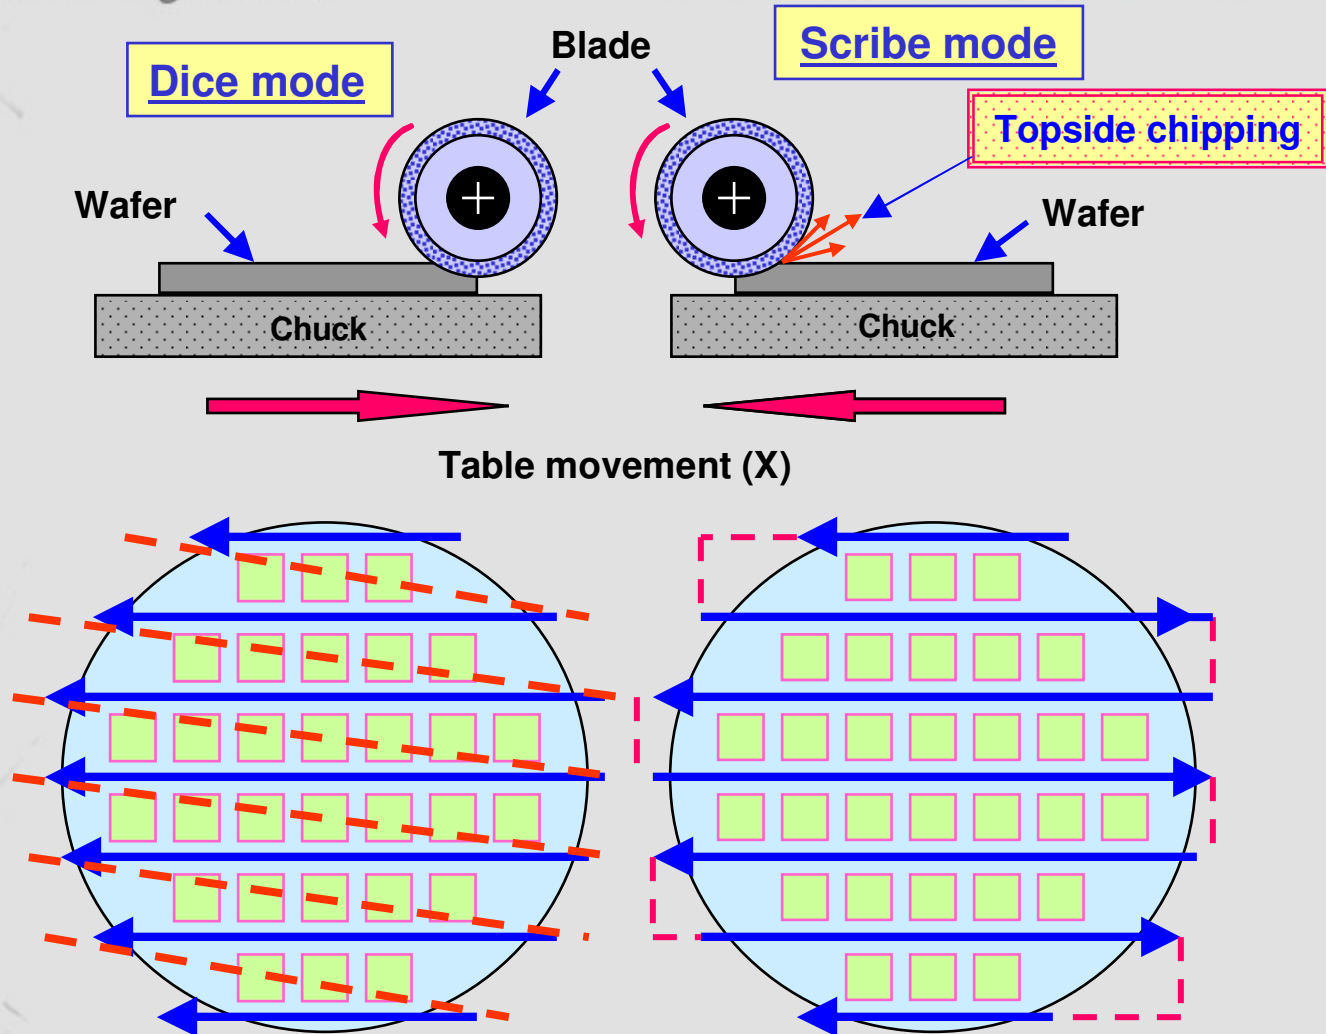 Dice mode
Blade
Scribe mode
Topside chipping
Wafer
Wafer
Chuck
Chuck
Table movement (X)